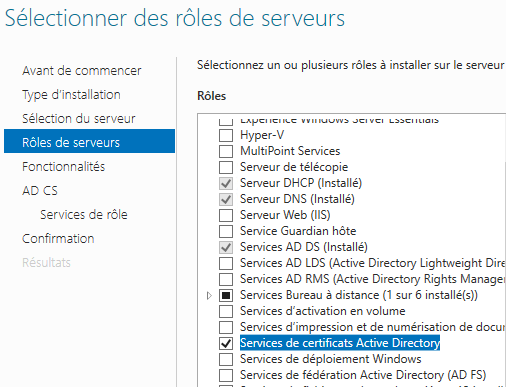 Sélectionner des rôles de serveurs
Avant de commencer
Type d'installation
Sélection du serveur
Rôles de serveurs
Fonctionnalités
AD CS
Services de rôle
Confirmation
Résultats
Sélectionnez un ou plusieurs rôles à installer sur le serveur
Rôles
Expérience Windows Server Essentials
Hyper-V
MultiPoint Services
Serveur de télécopie
Serveur DHCP (Installé)
Serveur DNS (Installé)
Serveur Web (IIS)
Service Guardian hôte
Services AD DS (Installé)
Services AD LDS (Active Directory Lightweight Dire
Services AD RMS (Active Directory Rights Manager
Services Bureau à distance (1 sur 6 installé(s))
Services d'activation en volume
Services d'impression et de numérisation de docu
Services de certificats Active Directory
Services de déploiement Windows
Services de fédération Active Directory (AD FS)